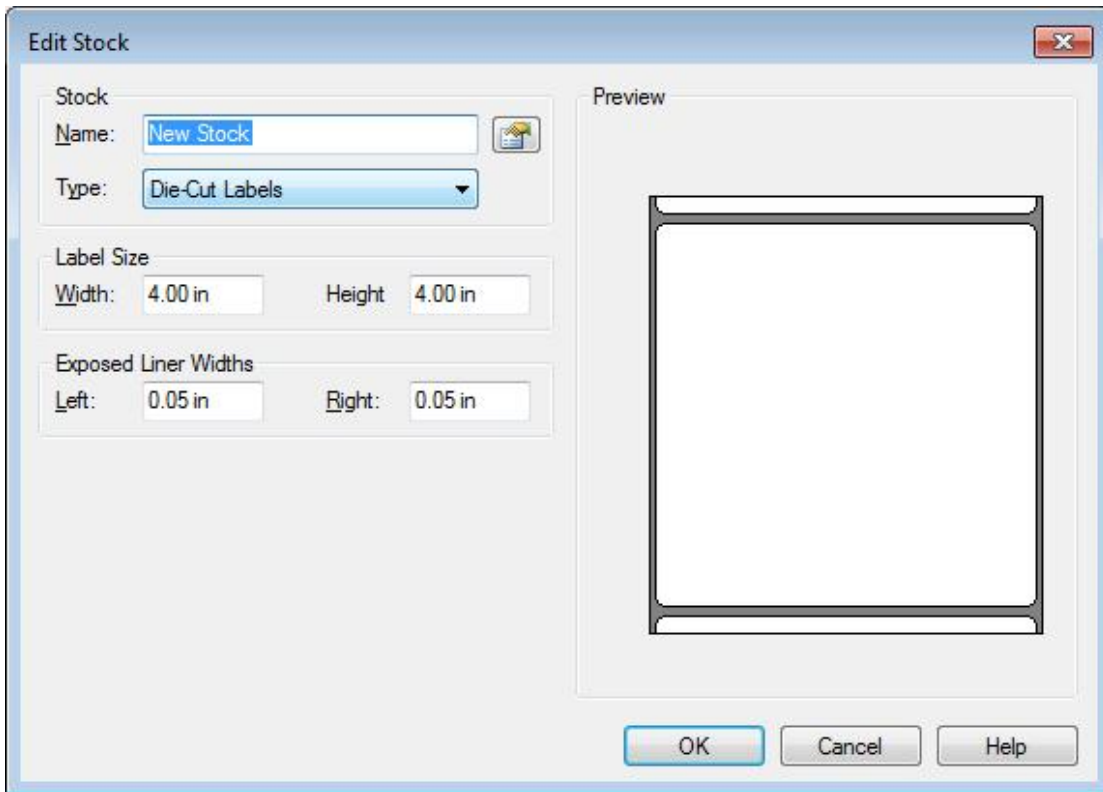 Edit Stock
Stock
Name: New Stock
Type: Die-Cut Labels
Label Size
Width: 4.00 in Height 4.00 in
Exposed Liner Widths
Left: 0.05 in Right: 0.05 in
Preview
OK Cancel Help